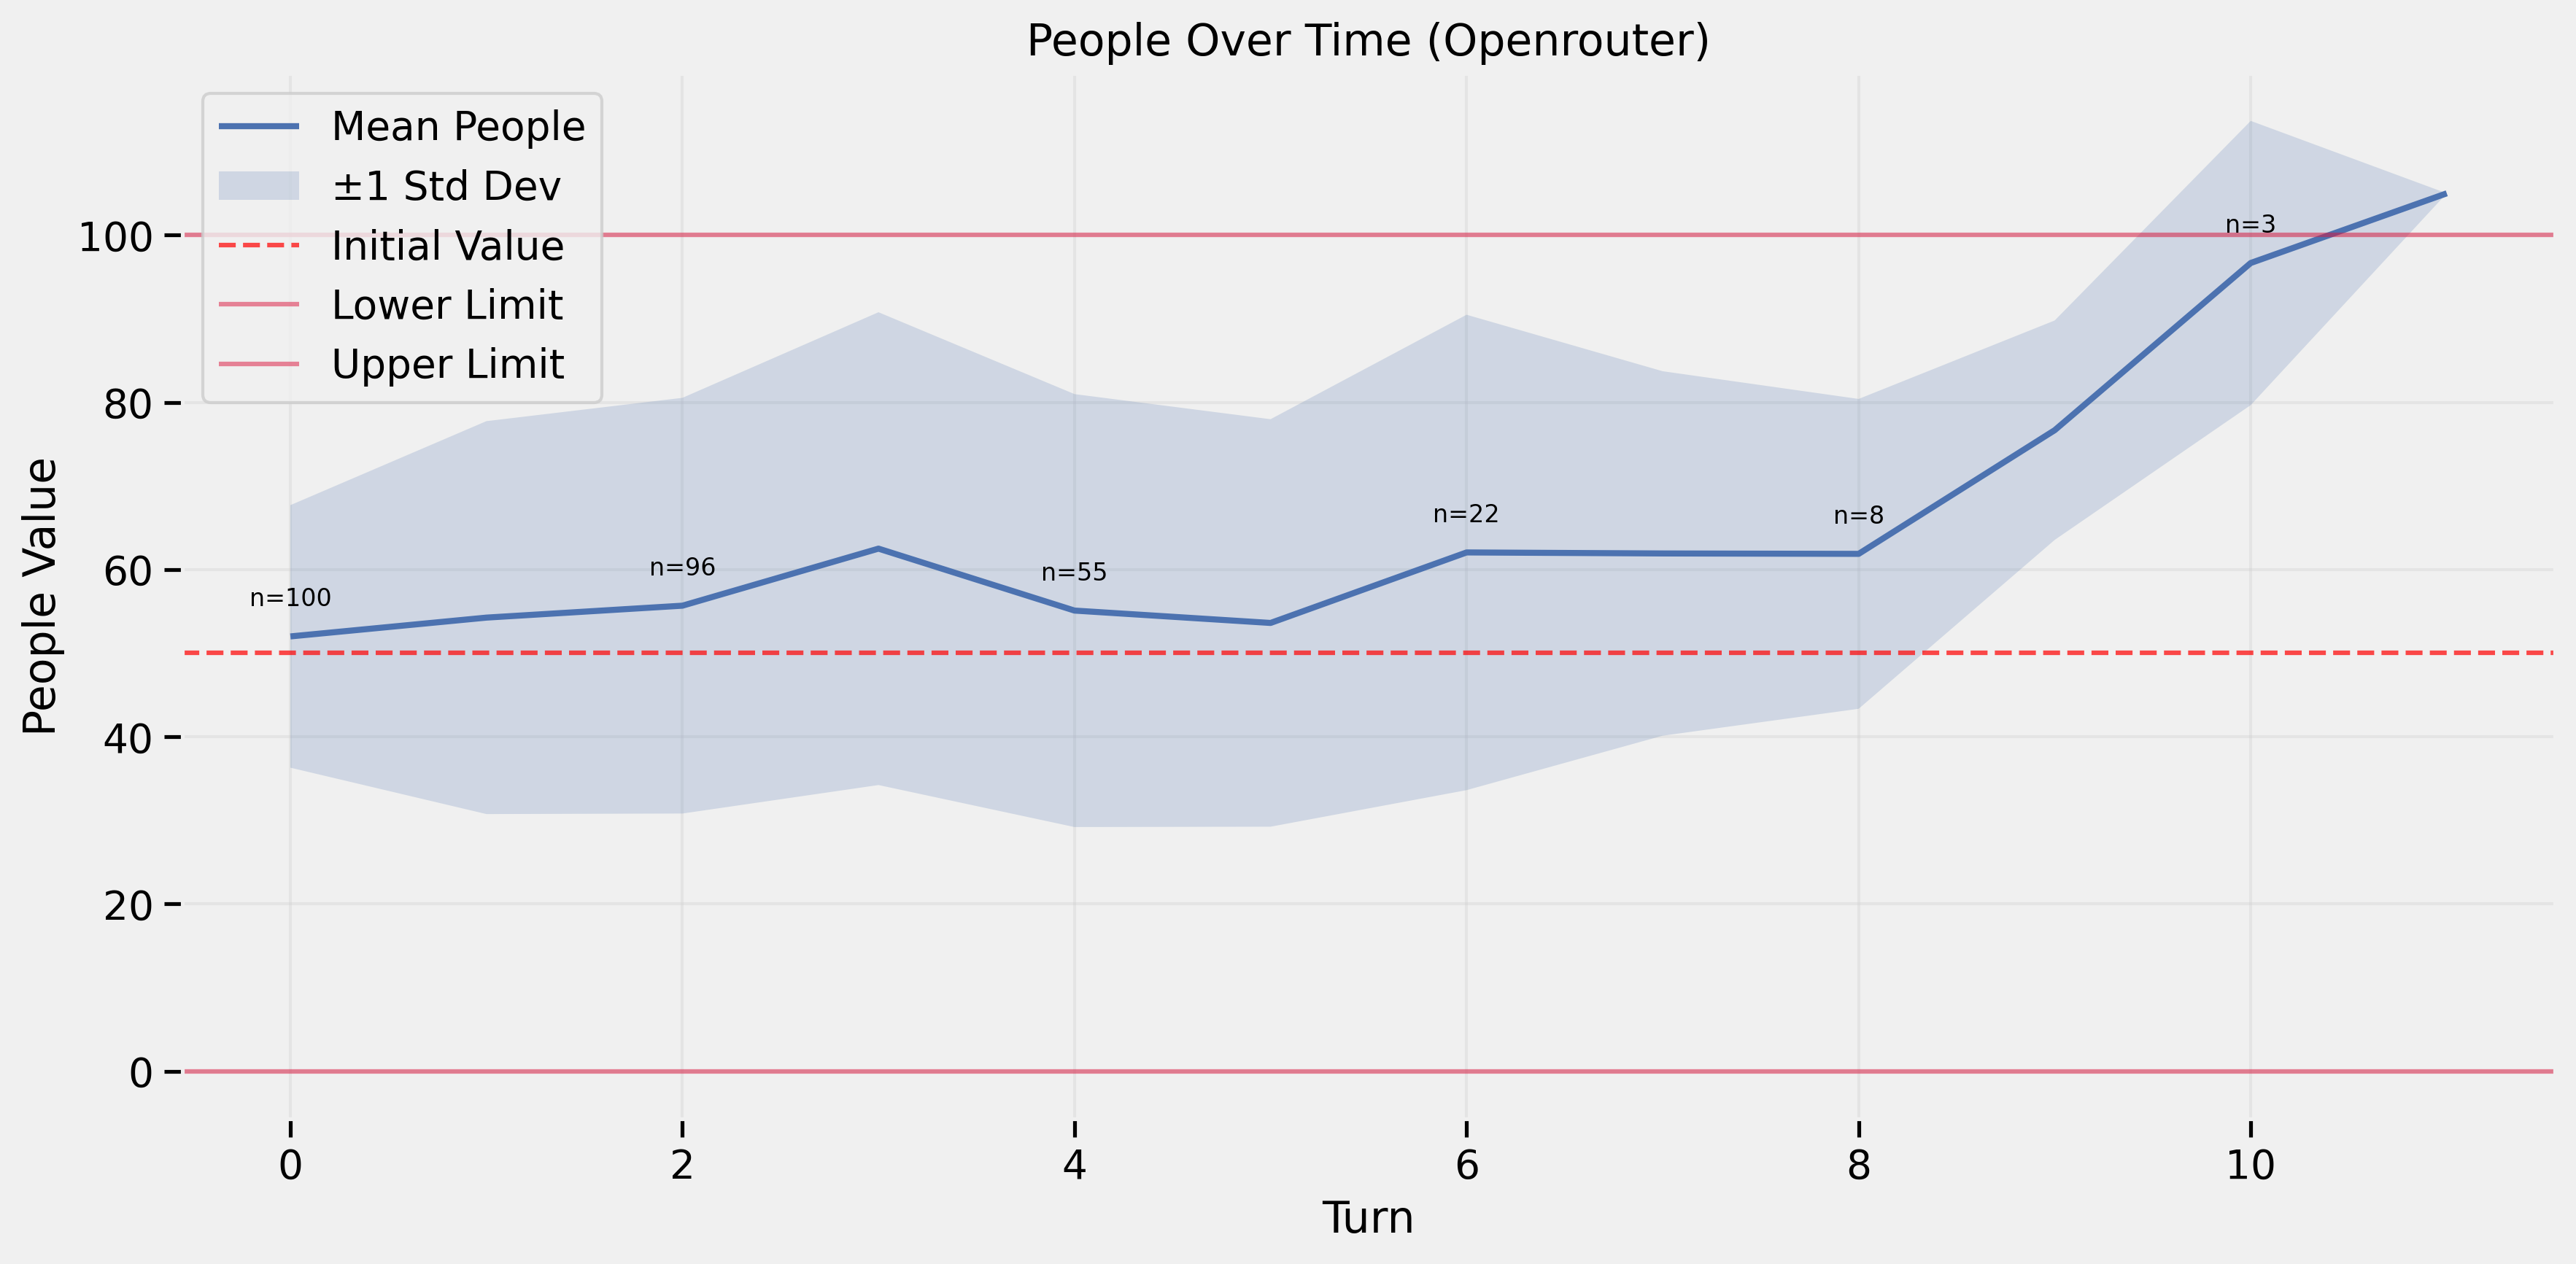 People Over Time (Openrouter)
Mean People
±1 Std Dev
Initial Value
Lower Limit
Upper Limit
People Value
100
80
60
40
20
0
n=100
n=96
n=55
n=22
n=8
n=3
0 2 4 6 8 10
Turn